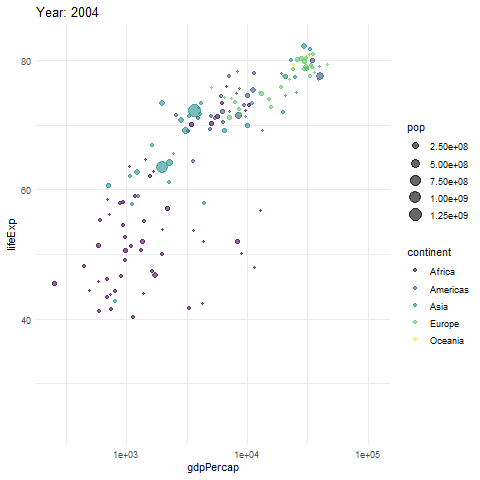 Year: 2004
80
60
40
lifeExp
1e+03
1e+04
1e+05
gdpPercap
pop
2.50e+08
5.00e+08
7.50e+08
1.00e+09
1.25e+09
continent
Africa
Americas
Asia
Europe
Oceania